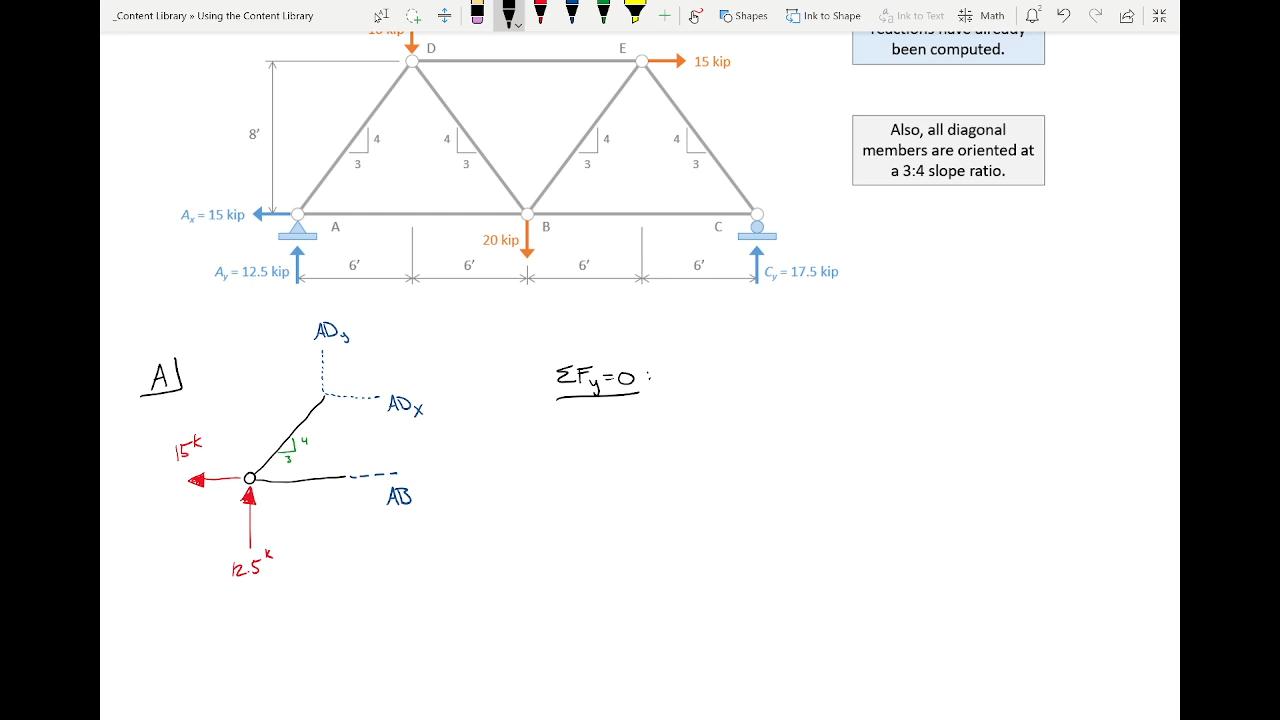 _Content Library » Using the Content Library
Shapes
Ink to Shape
Ink to Text
Math
2
10 kip
D
E
15 kip
reactions have already
been computed.
8'
4
3
4
3
4
3
4
3
Also, all diagonal
members are oriented at
a 3:4 slope ratio.
Ax = 15 kip
A
B
C
20 kip
6'
6'
6'
6'
Ay = 12.5 kip
Cy = 17.5 kip
ADy
A
ΣFy=0 :
ADx
15k
4
3
AB
12.5k